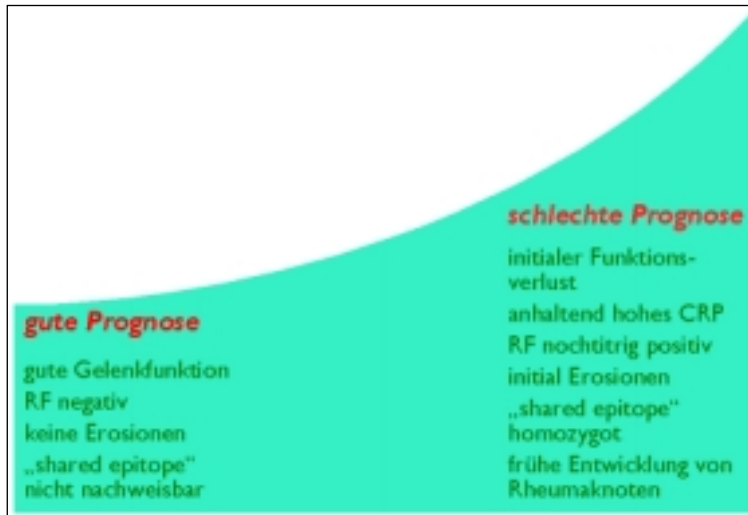 gute Prognose
gute Gelenkfunktion
RF negativ
keine Erosionen
„shared epitope“
nicht nachweisbar
schlechte Prognose
initialer Funktions-
verlust
anhaltend hohes CRP
RF nochtitrig positiv
initial Erosionen
„shared epitope“
homozygot
frühe Entwicklung von
Rheumaknoten